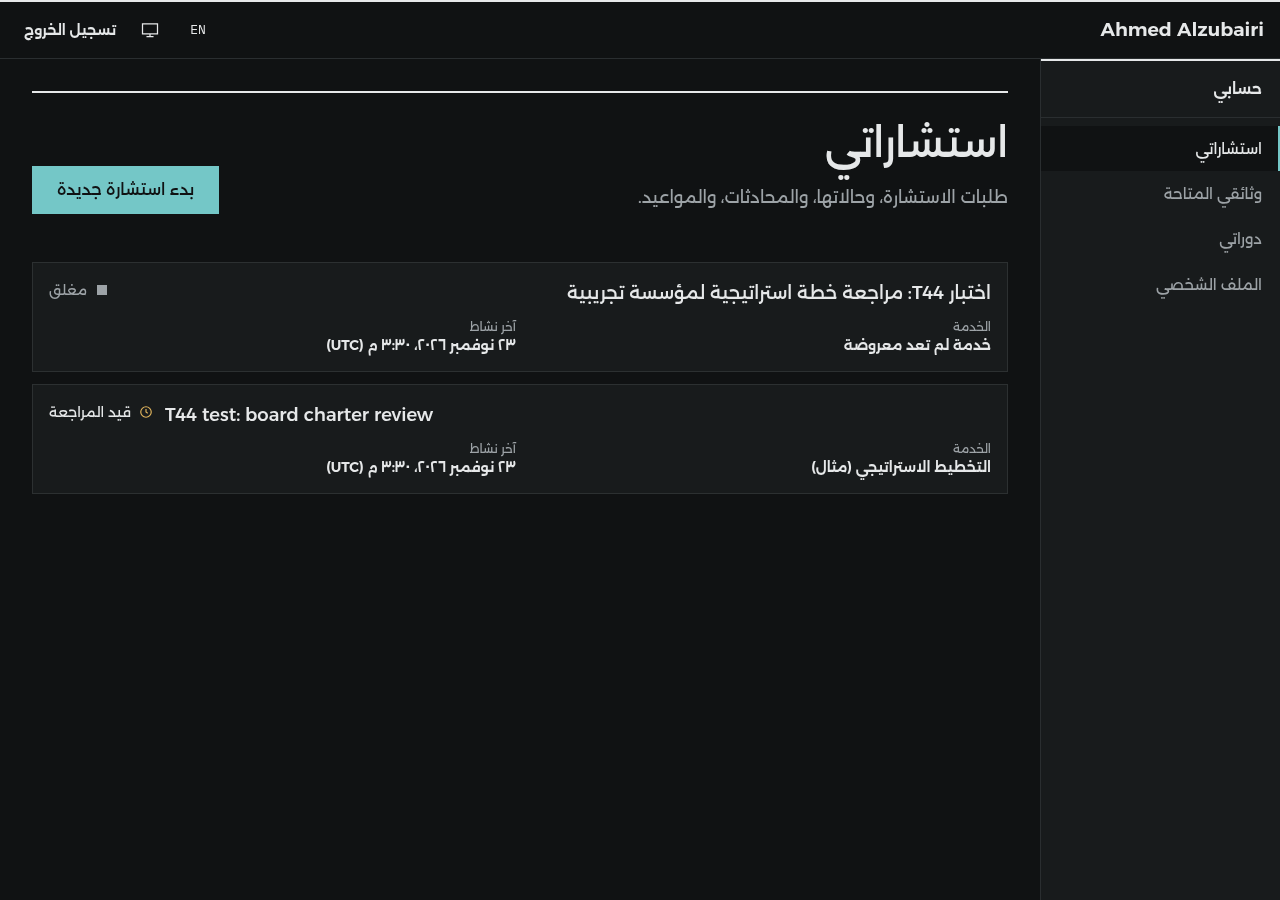 Ahmed Alzubairi
EN
تسجيل الخروج
حسابي
استشاراتي
وثائقي المتاحة
دوراتي
الملف الشخصي
استشاراتي
طلبات الاستشارة، وحالاتها، والمحادثات، والمواعيد.
بدء استشارة جديدة
اختبار T44: مراجعة خطة استراتيجية لمؤسسة تجريبية
مغلق
الخدمة
خدمة لم تعد معروضة
آخر نشاط
٢٣ نوفمبر ٢٠٢٦، ٣:٣٠ م (UTC)
T44 test: board charter review
قيد المراجعة
الخدمة
التخطيط الاستراتيجي (مثال)
آخر نشاط
٢٣ نوفمبر ٢٠٢٦، ٣:٣٠ م (UTC)